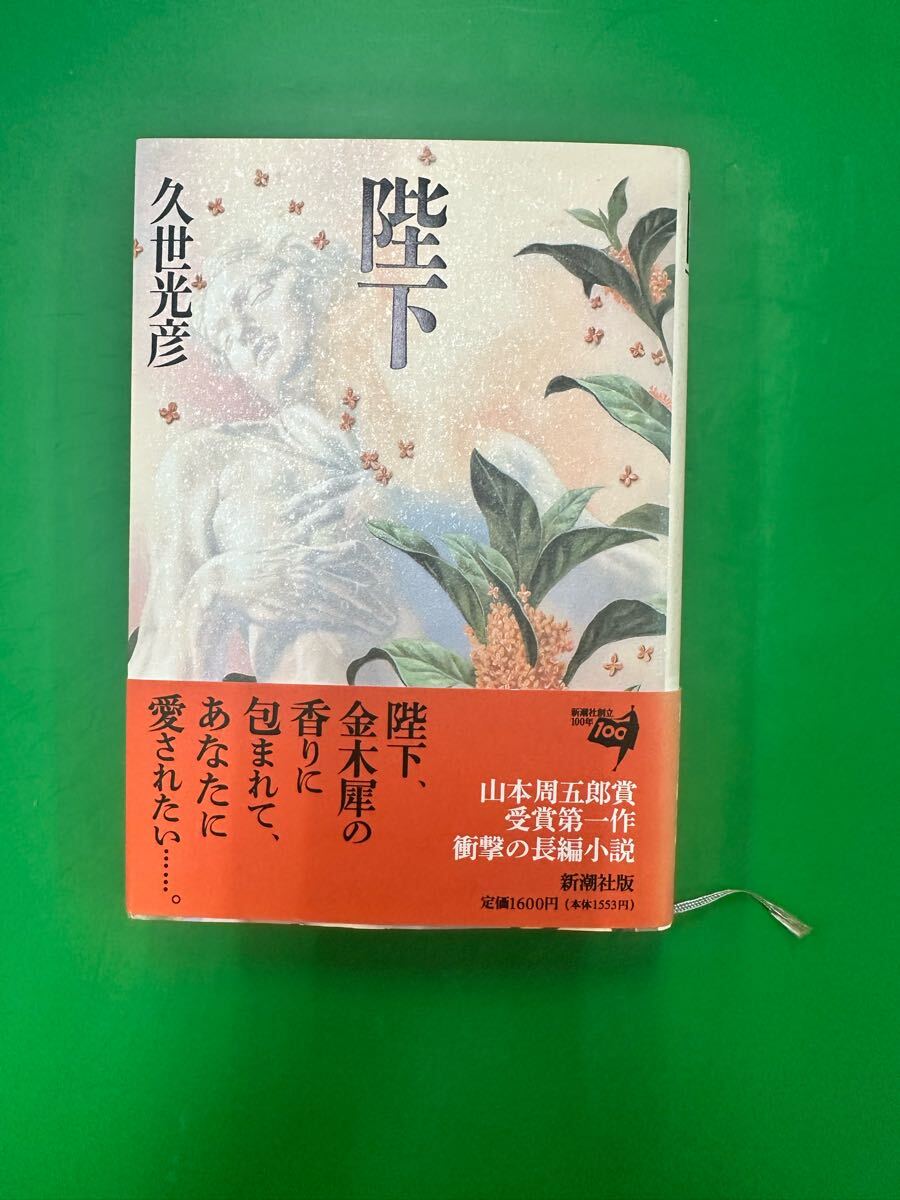 陛下
久世光彦
陛下、
金木犀の
香りに
包まれて、
あなたに
愛されたい……。
新潮社創立
100年
100
山本周五郎賞
受賞第一作
衝撃の長編小説
新潮社版
定価1600円(本体1553円)